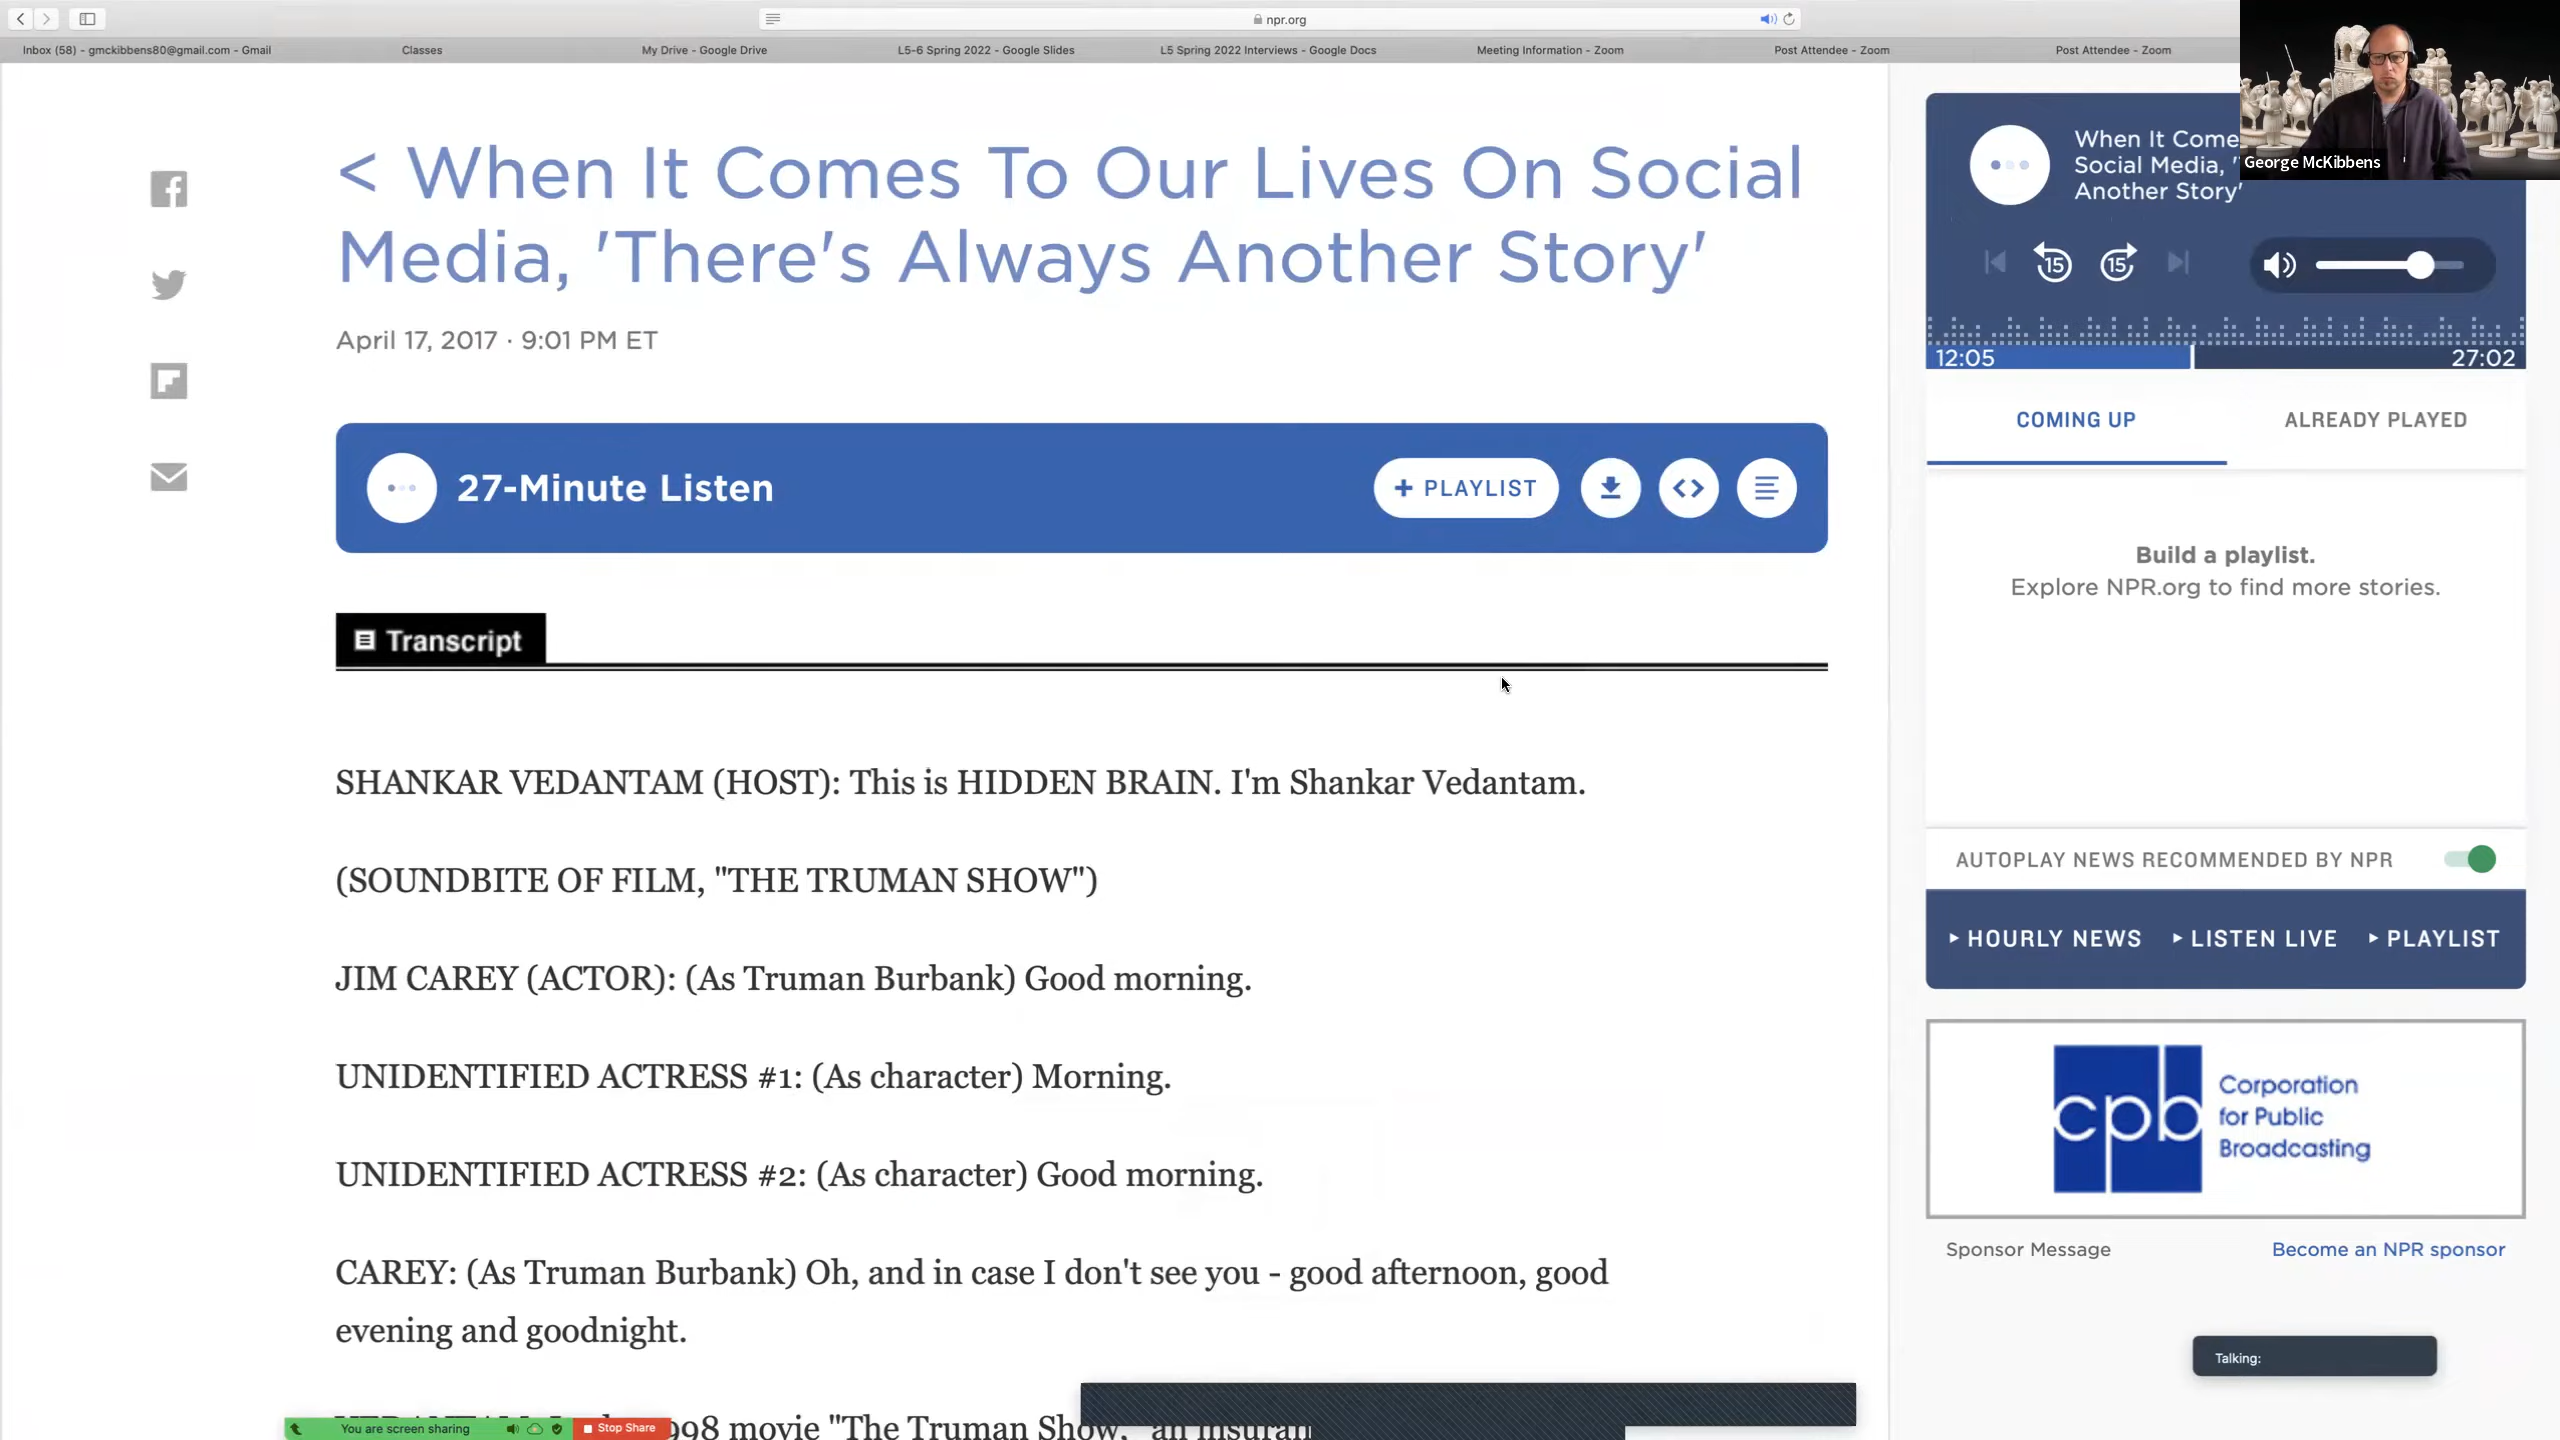 npr.org
Inbox (58) - gmckibbens80@gmail.com - Gmail
Classes
My Drive - Google Drive
L5-6 Spring 2022 - Google Slides
L5 Spring 2022 Interviews - Google Docs
Meeting Information - Zoom
Post Attendee - Zoom
Post Attendee - Zoom
George McKibbens
< When It Comes To Our Lives On Social
Media, 'There's Always Another Story'
April 17, 2017 · 9:01 PM ET
27-Minute Listen
+ PLAYLIST
Transcript
SHANKAR VEDANTAM (HOST): This is HIDDEN BRAIN. I'm Shankar Vedantam.
(SOUNDBITE OF FILM, "THE TRUMAN SHOW")
JIM CAREY (ACTOR): (As Truman Burbank) Good morning.
UNIDENTIFIED ACTRESS #1: (As character) Morning.
UNIDENTIFIED ACTRESS #2: (As character) Good morning.
CAREY: (As Truman Burbank) Oh, and in case I don't see you - good afternoon, good
evening and goodnight.
movie "The Truman Show," an
You are screen sharing
Stop Share
When It Come
Social Media, '
Another Story'
15
15
12:05
27:02
COMING UP
ALREADY PLAYED
Build a playlist.
Explore NPR.org to find more stories.
AUTOPLAY NEWS RECOMMENDED BY NPR
HOURLY NEWS
LISTEN LIVE
PLAYLIST
cpb
Corporation
for Public
Broadcasting
Sponsor Message
Become an NPR sponsor
Talking: